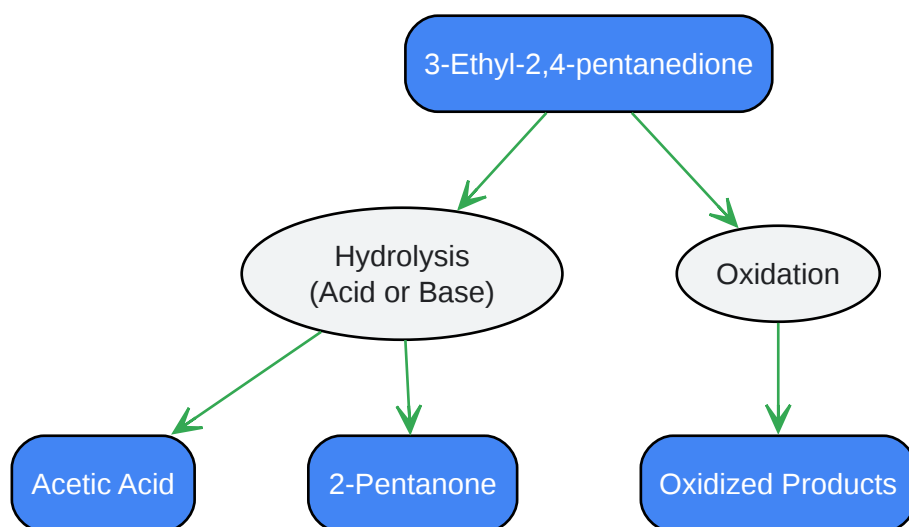 3-Ethyl-2,4-pentanedione
Hydrolysis
(Acid or Base)
Oxidation
Acetic Acid
2-Pentanone
Oxidized Products